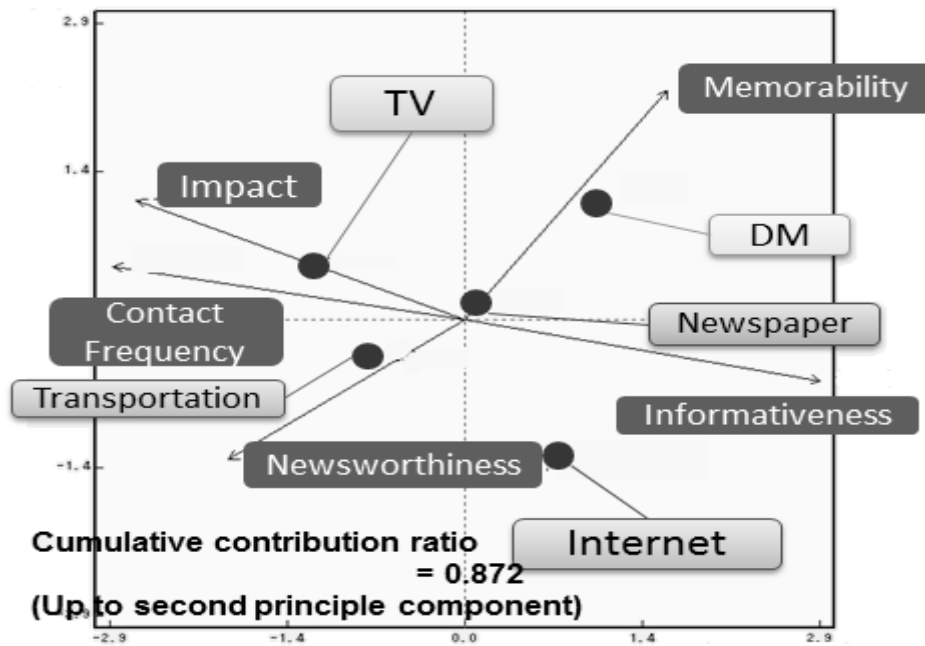 2.9
TV
Memorability
1.4
Impact
DM
Contact
Frequency
Newspaper
Transportation
Informativeness
Newsworthiness
-1.4
Internet
Cumulative contribution ratio
= 0.872
(Up to second principle component)
-2.9
-1.4
0.0
1.4
2.9